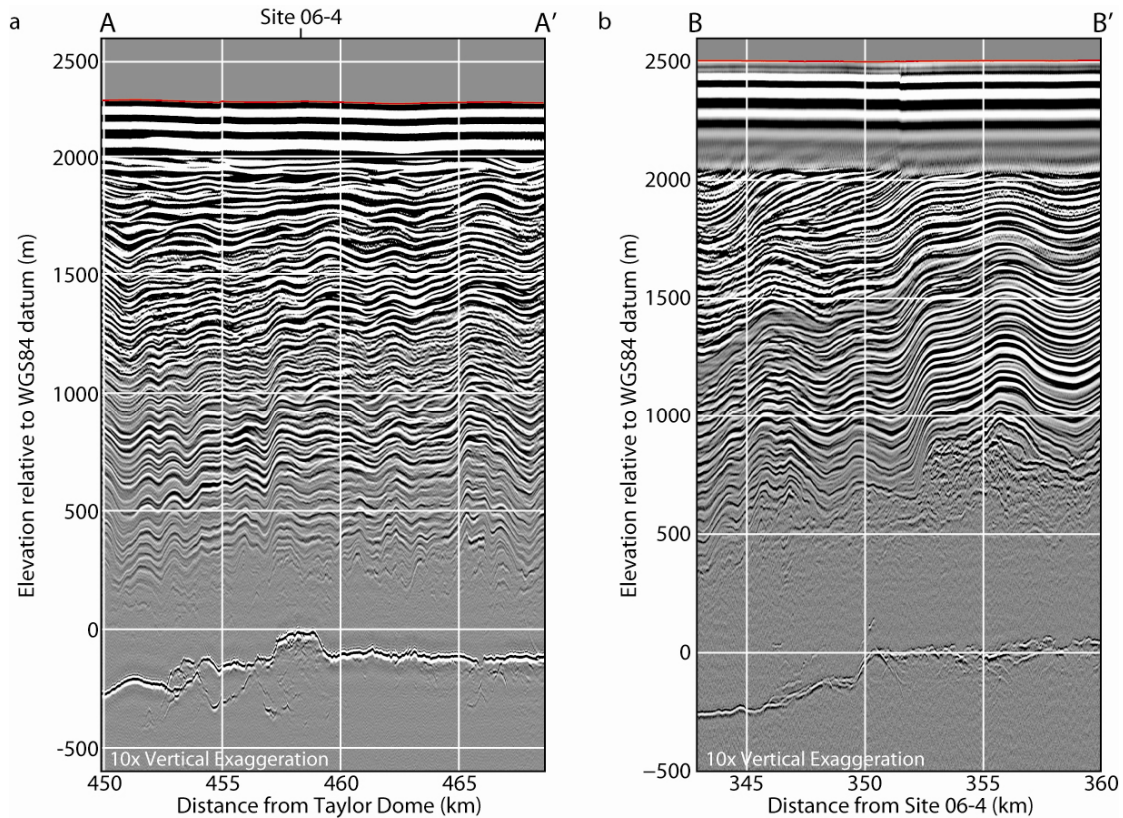 a
A
Site 06-4
A′
2500
2000
1500
1000
500
0
-500
Elevation relative to WGS84 datum (m)
10x Vertical Exaggeration
450
455
460
465
Distance from Taylor Dome (km)
b
B
B′
2500
2000
1500
1000
500
0
−500
Elevation relative to WGS84 datum (m)
10x Vertical Exaggeration
345
350
355
360
Distance from Site 06-4 (km)